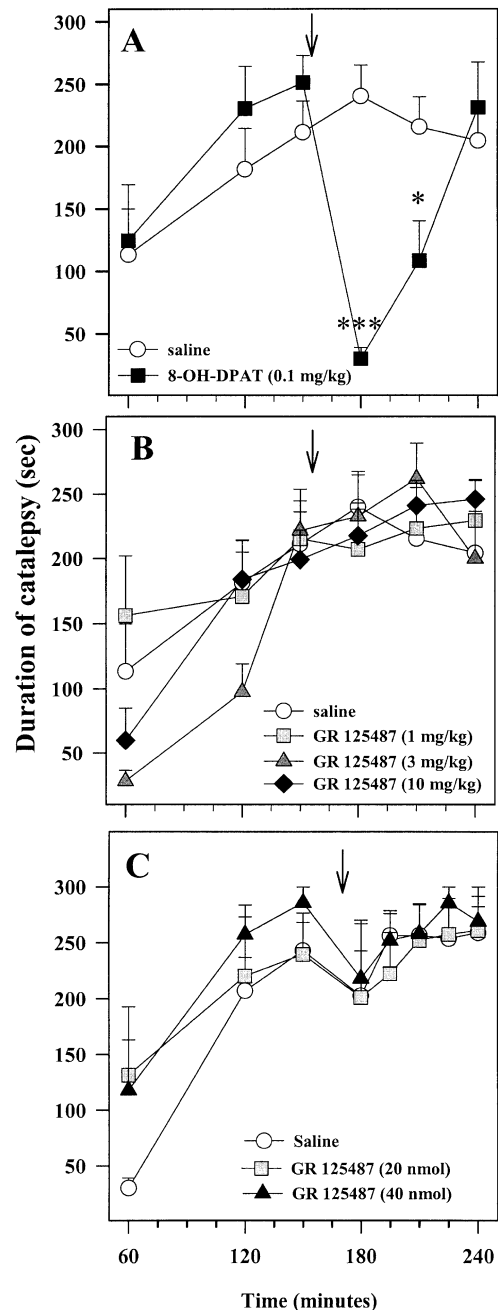 A
300
250
200
150
100
50
*
***
saline
8-OH-DPAT (0.1 mg/kg)
Duration of catalepsy (sec)
B
300
250
200
150
100
50
saline
GR 125487 (1 mg/kg)
GR 125487 (3 mg/kg)
GR 125487 (10 mg/kg)
C
300
250
200
150
100
50
Saline
GR 125487 (20 nmol)
GR 125487 (40 nmol)
60 120 180 240
Time (minutes)